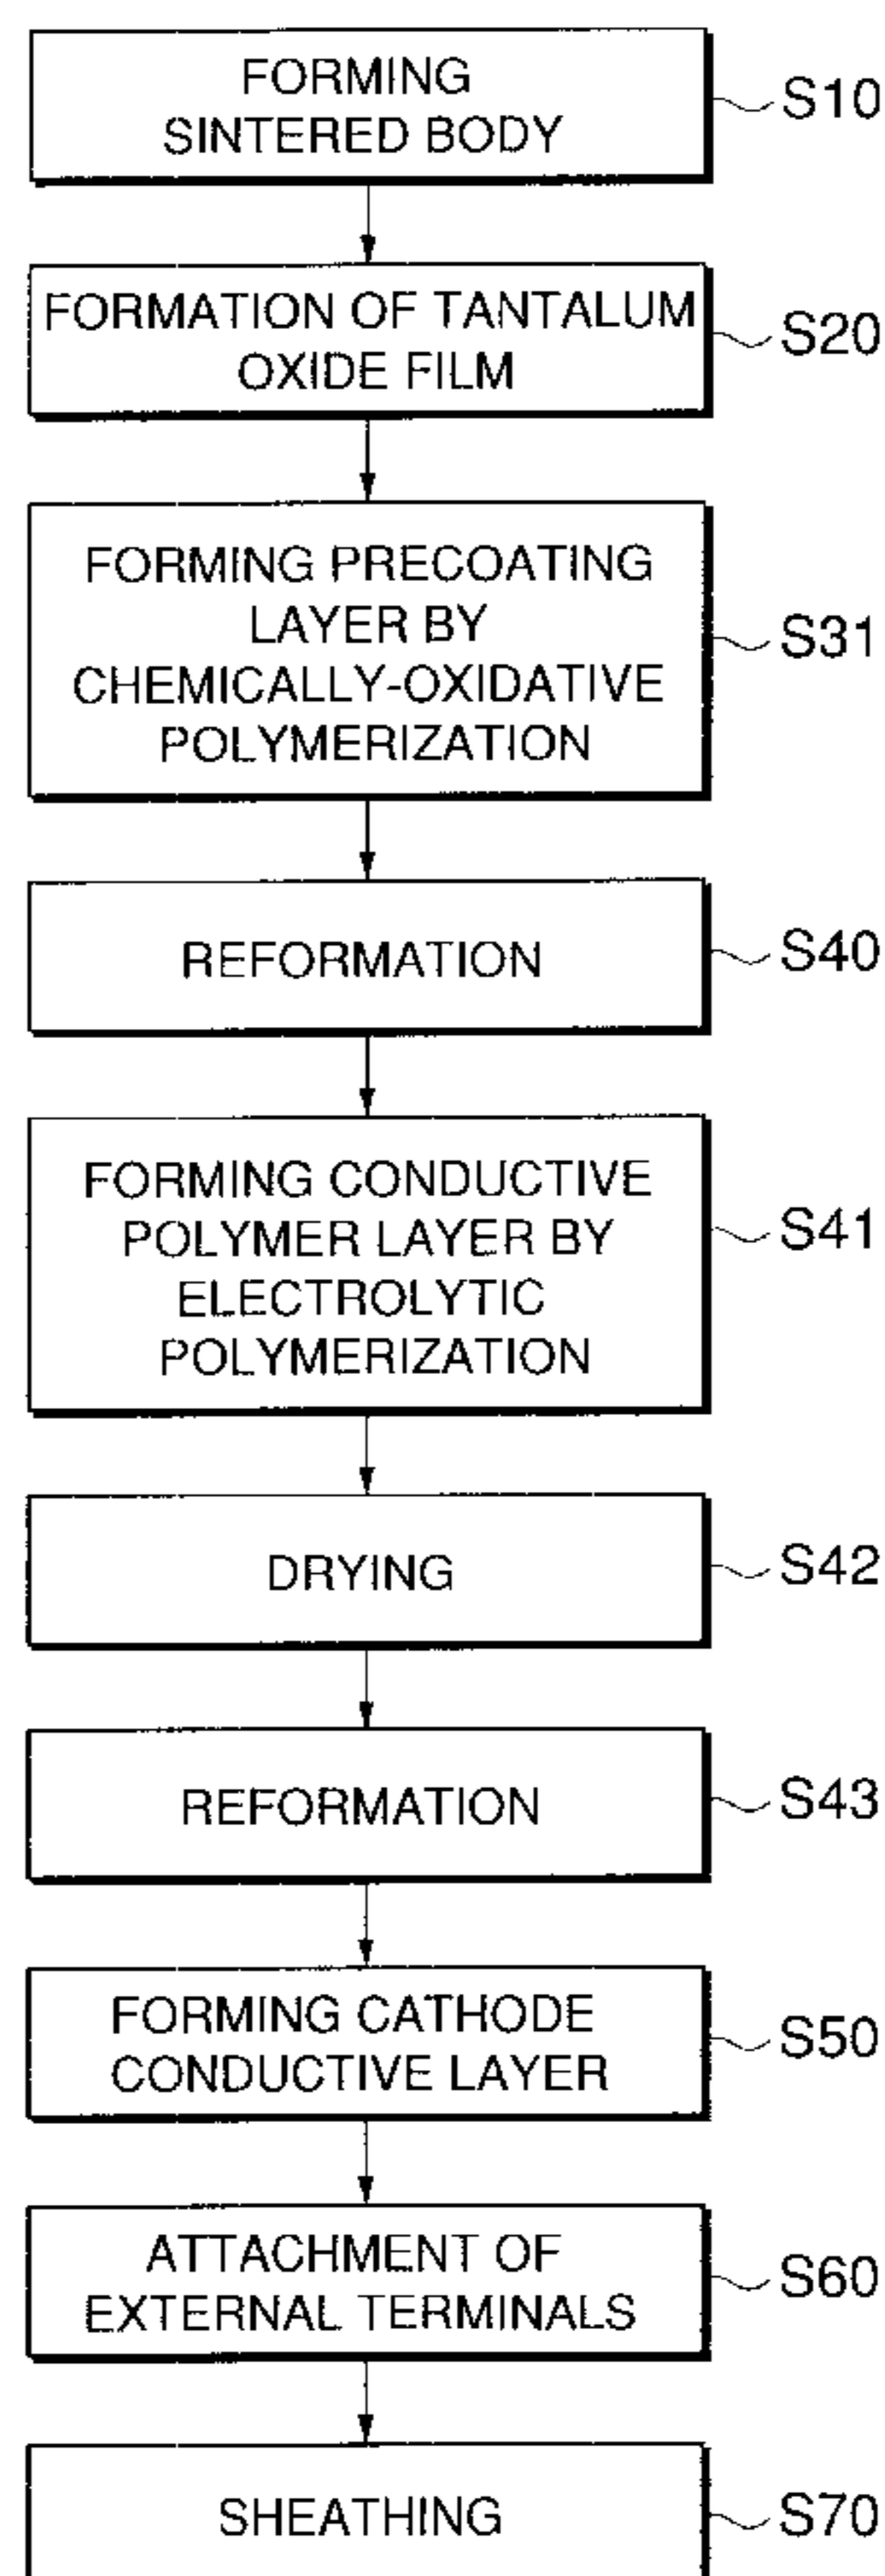 FORMING
SINTERED BODY
S10
FORMATION OF TANTALUM
OXIDE FILM
S20
FORMING PRECOATING
LAYER BY
CHEMICALLY-OXIDATIVE
POLYMERIZATION
S31
REFORMATION
S40
FORMING CONDUCTIVE
POLYMER LAYER BY
ELECTROLYTIC
POLYMERIZATION
S41
DRYING
S42
REFORMATION
S43
FORMING CATHODE
CONDUCTIVE LAYER
S50
ATTACHMENT OF
EXTERNAL TERMINALS
S60
SHEATHING
S70